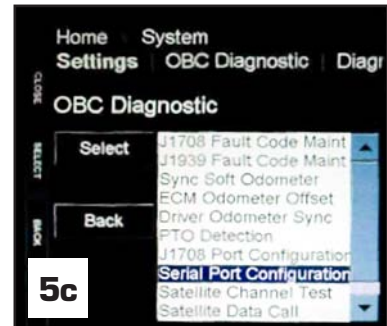 Home System
Settings OBC Diagnostic Diagr
OBC Diagnostic
CLOSE
SELECT
BACK
Select
Back
J1708 Fault Code Maint
J1939 Fault Code Maint
Sync Soft Odometer
ECM Odometer Offset
Driver Odometer Sync
PTO Detection
J1708 Port Configuration
Serial Port Configuration
Satellite Channel Test
Satellite Data Call
5c